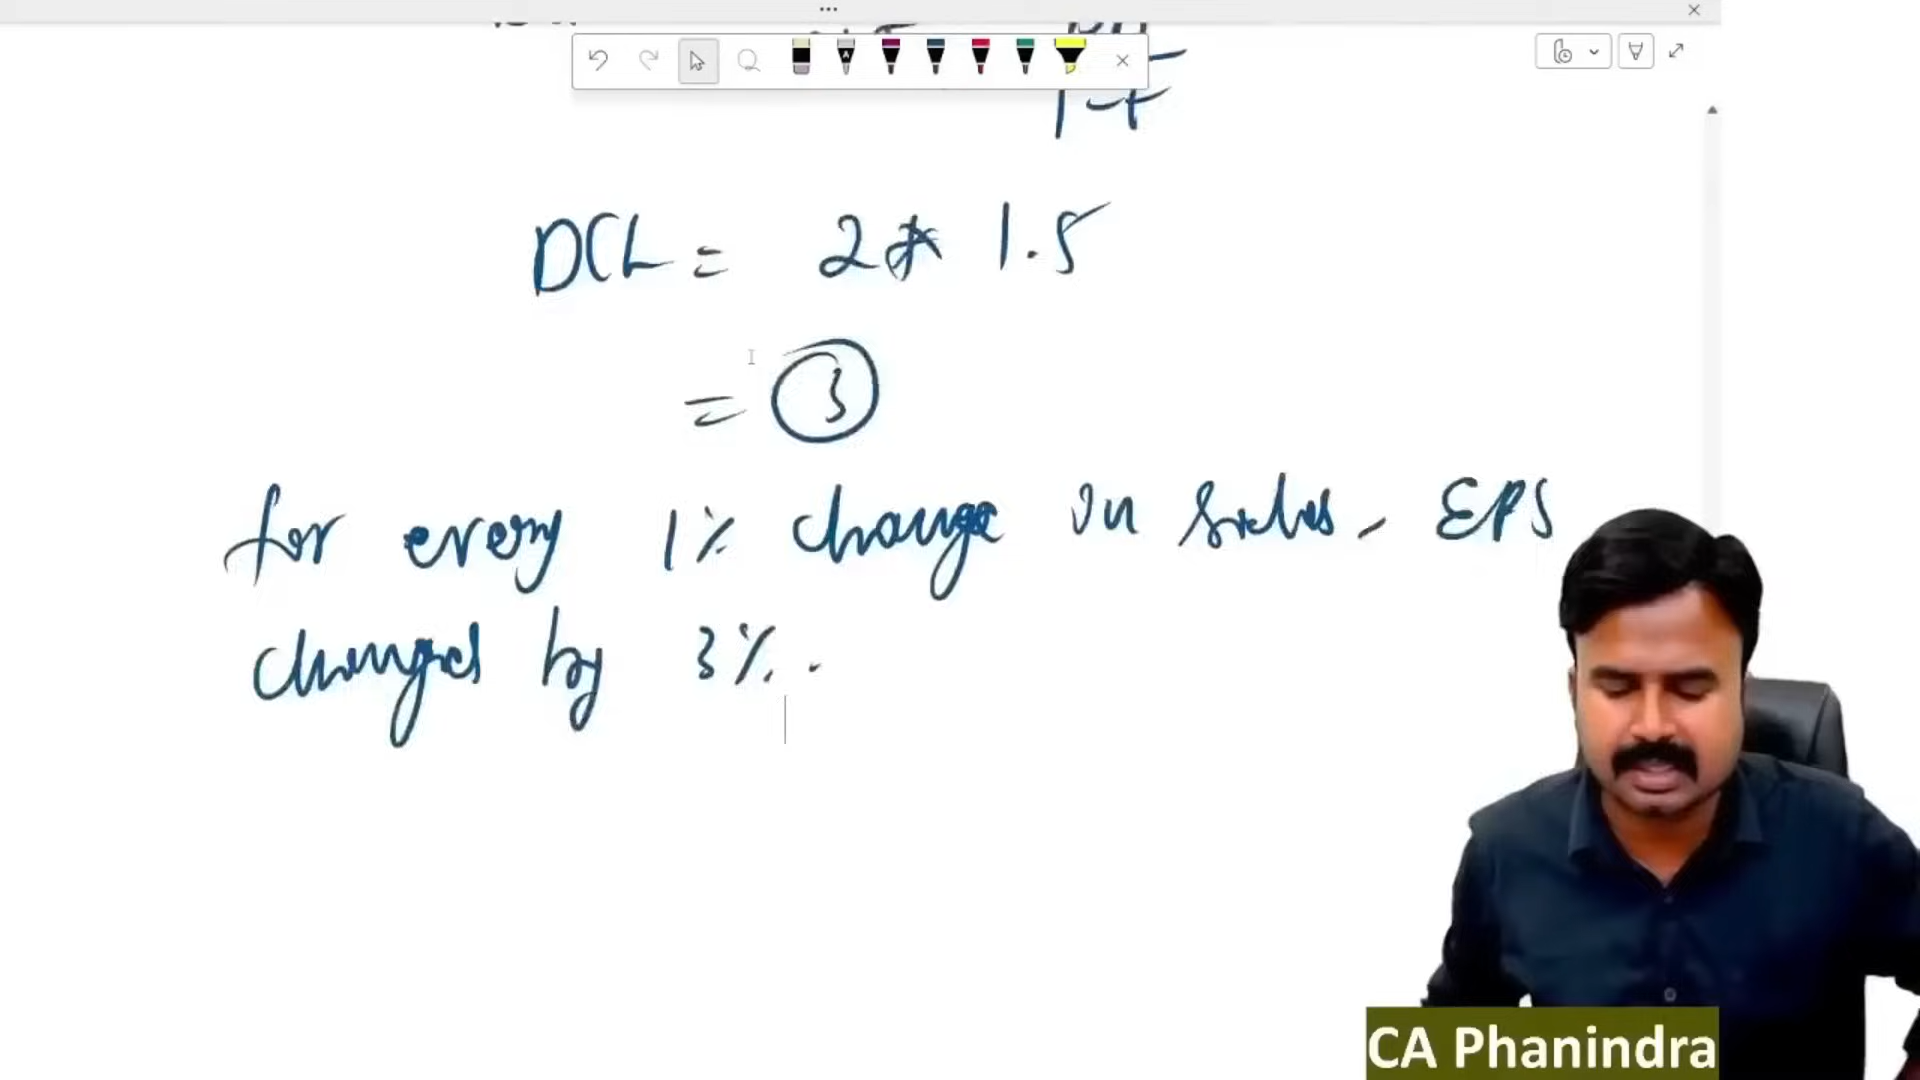 DCL = 2 * 1.5
= 3
for every 1% change in sales, EPS
changed by 3%.
CA Phanindra